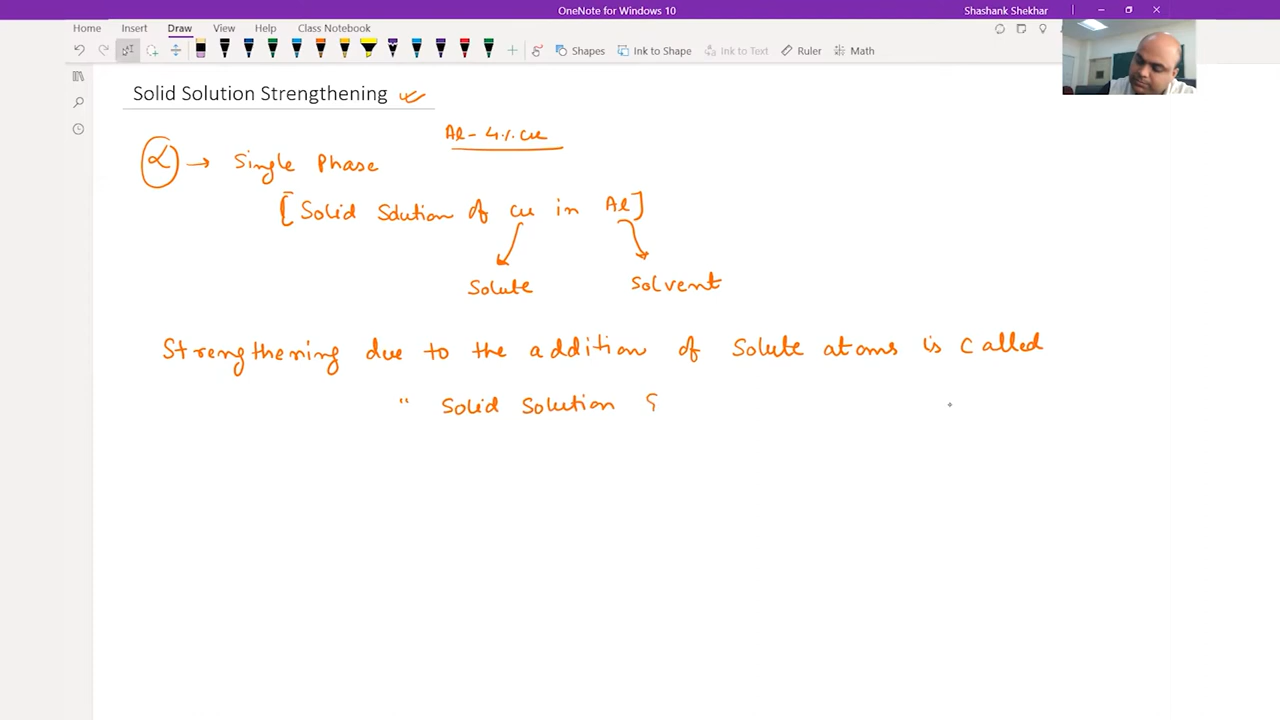 OneNote for Windows 10
Shashank Shekhar
Home Insert Draw View Help Class Notebook
Shapes Ink to Shape Ink to Text Ruler Math
Solid Solution Strengthening
Al - 4% Cu
α → Single Phase
[Solid Solution of Cu in Al]
Solute Solvent
Strengthening due to the addition of Solute atoms is called
" Solid Solution S